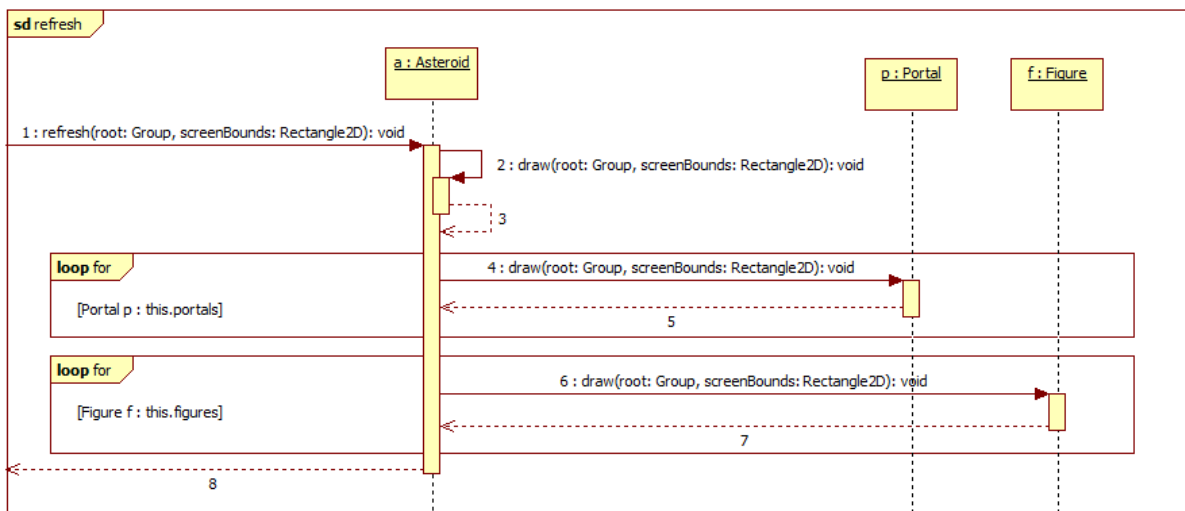 sd refresh
a : Asteroid
p : Portal
f : Figure
1 : refresh(root: Group, screenBounds: Rectangle2D): void
2 : draw(root: Group, screenBounds: Rectangle2D): void
3
loop for
4 : draw(root: Group, screenBounds: Rectangle2D): void
[Portal p : this.portals]
5
loop for
6 : draw(root: Group, screenBounds: Rectangle2D): void
[Figure f : this.figures]
7
8